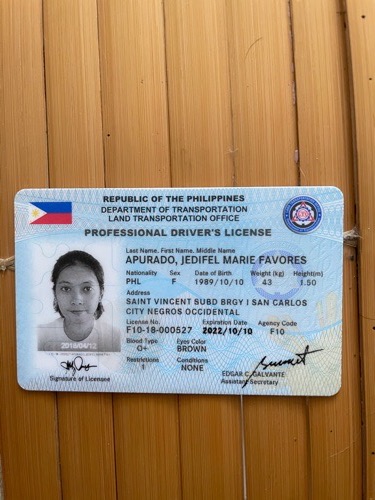 REPUBLIC OF THE PHILIPPINES
DEPARTMENT OF TRANSPORTATION
LAND TRANSPORTATION OFFICE
PROFESSIONAL DRIVER'S LICENSE
Last Name, First Name, Middle Name
APURADO, JEDIFEL MARIE FAVORES
Nationality Sex Date of Birth Weight (kg) Height(m)
PHL F 1989/10/10 43 1.50
Address
SAINT VINCENT SUBD BRGY I SAN CARLOS
CITY NEGROS OCCIDENTAL
License No. Expiration Date Agency Code
F10-18-000527 2022/10/10 F10
Blood Type Eyes Color
O+ BROWN
Restrictions Conditions
1 NONE
2018/04/12
Signature of Licensee
EDGAR C. GALVANTE
Assistant Secretary